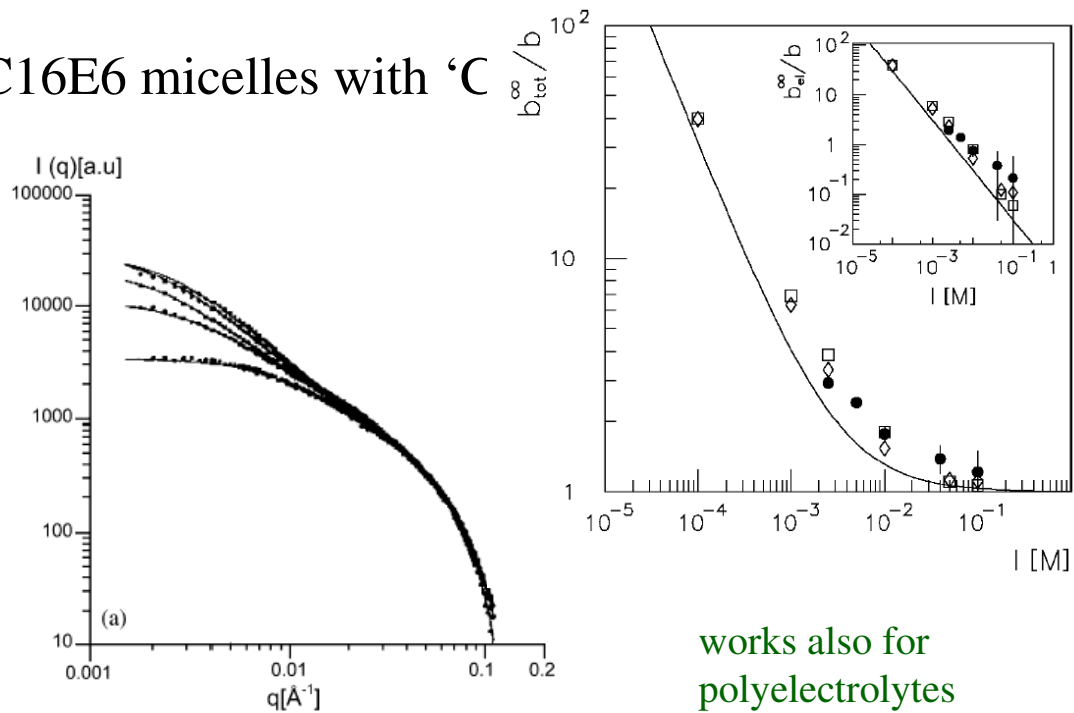 C16E6 micelles with ‘C
I (q)[a.u]
100000
10000
1000
100
10
(a)
0.001
0.01
0.1
0.2
q[Å⁻¹]
b∞tot/b
10²
10
1
10⁻⁵
10⁻⁴
10⁻³
10⁻²
10⁻¹
I [M]
b∞el/b
10²
10
1
10⁻¹
10⁻²
10⁻⁵
10⁻³
10⁻¹
1
I [M]
works also for
polyelectrolytes